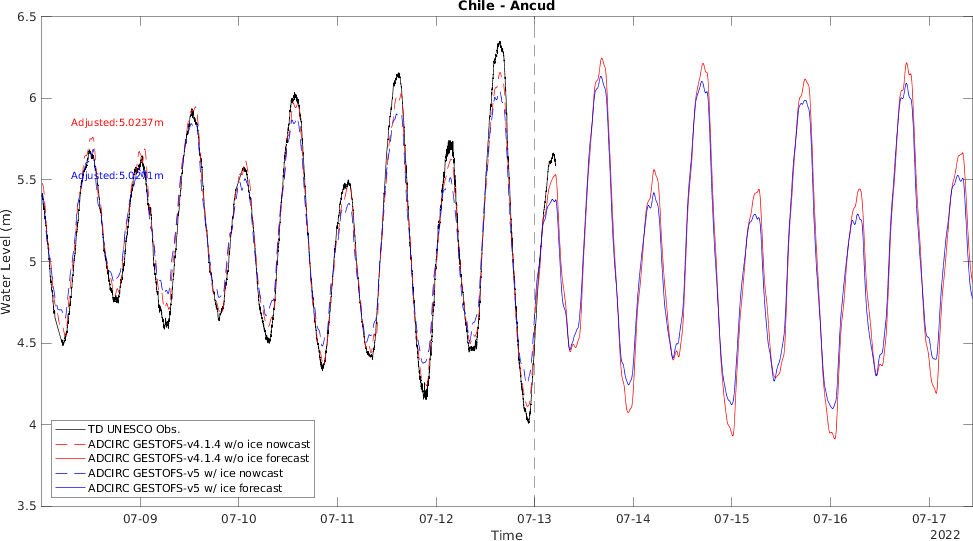 Chile - Ancud
6.5
6
5.5
5
4.5
4
3.5
Water Level (m)
Adjusted:5.0237m
Adjusted:5.0201m
TD UNESCO Obs.
ADCIRC GESTOFS-v4.1.4 w/o ice nowcast
ADCIRC GESTOFS-v4.1.4 w/o ice forecast
ADCIRC GESTOFS-v5 w/ ice nowcast
ADCIRC GESTOFS-v5 w/ ice forecast
07-09 07-10 07-11 07-12 07-13 07-14 07-15 07-16 07-17
Time
2022